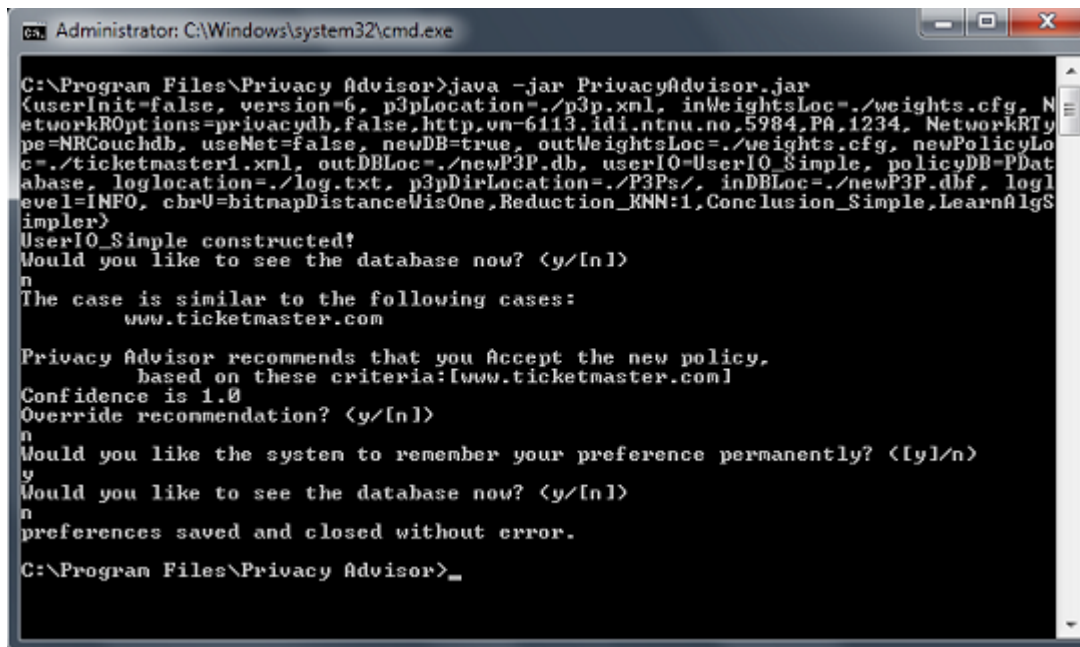 Administrator: C:\Windows\system32\cmd.exe
C:\Program Files\Privacy Advisor>java -jar PrivacyAdvisor.jar
{userInit=false, version=6, p3pLocation=./p3p.xml, inWeightsLoc=./weights.cfg, N
etworkROptions=privacydb,false,http,vm-6113.idi.ntnu.no,5984,PA,1234, NetworkRTy
pe=NRCouchdb, useNet=false, newDB=true, outWeightsLoc=./weights.cfg, newPolicyLo
c=./ticketmaster1.xml, outDBLoc=./newP3P.db, userIO=UserIO_Simple, policyDB=PDat
abase, loglocation=./log.txt, p3pDirLocation=./P3Ps/, inDBLoc=./newP3P.dbf, logl
evel=INFO, cbrV=bitmapDistanceWisOne,Reduction_KNN:1,Conclusion_Simple,LearnAlgS
impler}
UserIO_Simple constructed!
Would you like to see the database now? (y/[n])
n
The case is similar to the following cases:
www.ticketmaster.com
Privacy Advisor recommends that you Accept the new policy,
based on these criteria:[www.ticketmaster.com]
Confidence is 1.0
Override recommendation? (y/[n])
n
Would you like the system to remember your preference permanently? ([y]/n)
y
Would you like to see the database now? (y/[n])
n
preferences saved and closed without error.
C:\Program Files\Privacy Advisor>_